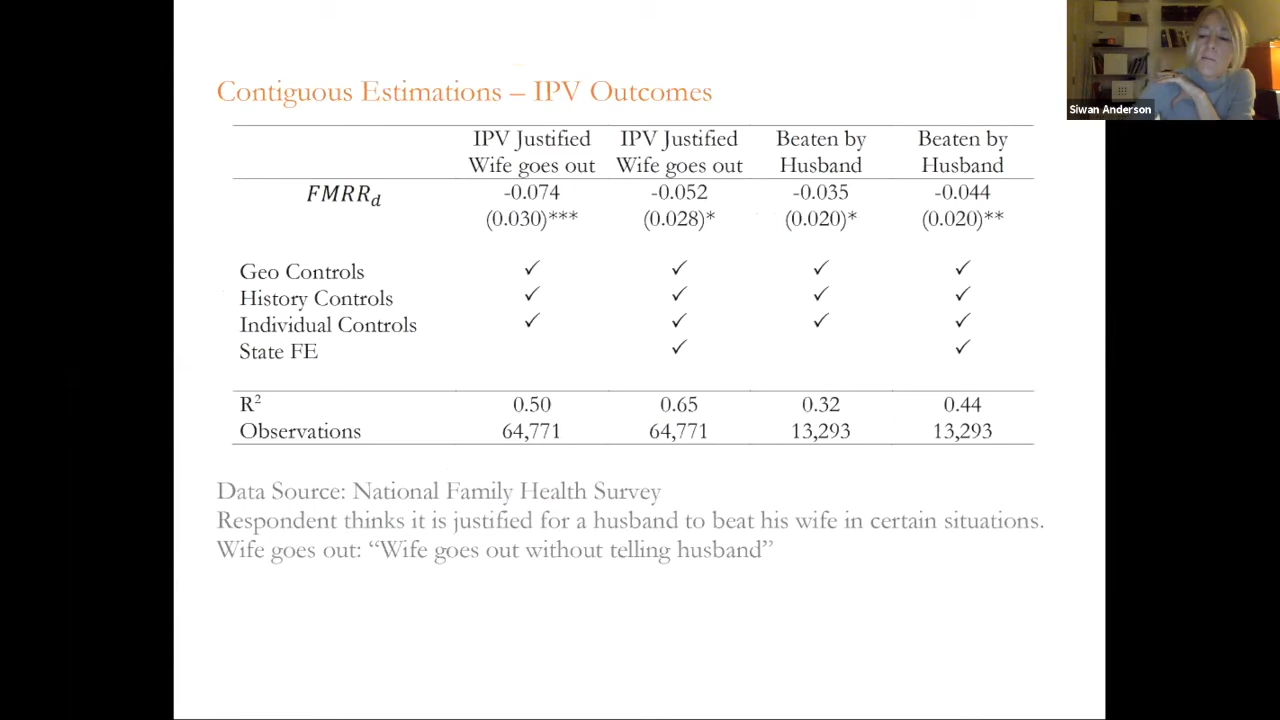 Siwan Anderson
Contiguous Estimations – IPV Outcomes
IPV Justified IPV Justified Beaten by Beaten by
Wife goes out Wife goes out Husband Husband
FMRR_d -0.074 -0.052 -0.035 -0.044
(0.030)*** (0.028)* (0.020)* (0.020)**
Geo Controls ✓ ✓ ✓ ✓
History Controls ✓ ✓ ✓ ✓
Individual Controls ✓ ✓ ✓ ✓
State FE ✓ ✓
R² 0.50 0.65 0.32 0.44
Observations 64,771 64,771 13,293 13,293
Data Source: National Family Health Survey
Respondent thinks it is justified for a husband to beat his wife in certain situations.
Wife goes out: “Wife goes out without telling husband”